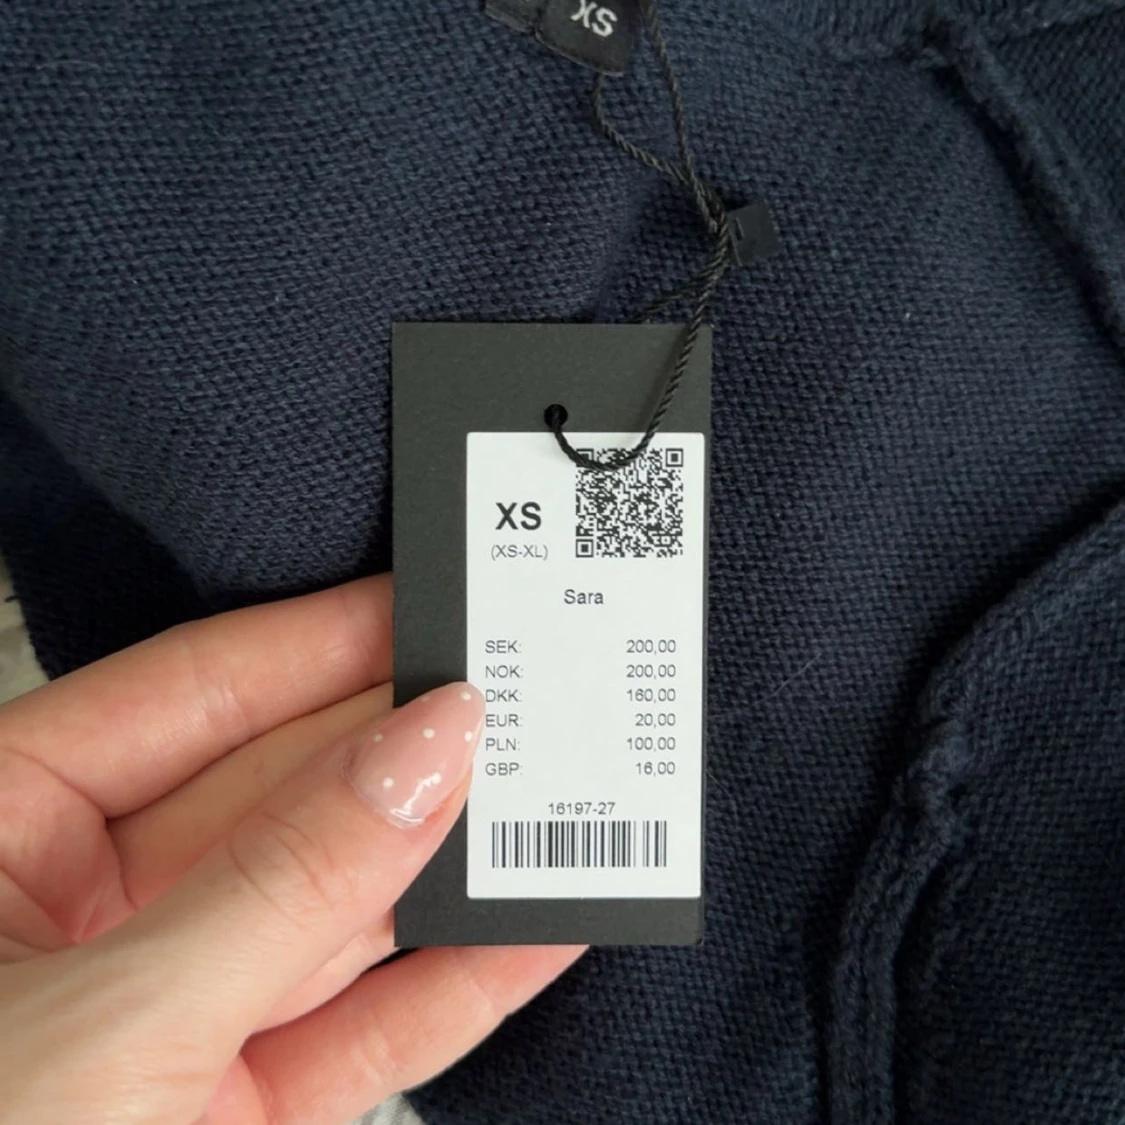 XS
XS
(XS-XL)
Sara
SEK: 200,00
NOK: 200,00
DKK: 160,00
EUR: 20,00
PLN: 100,00
GBP: 16,00
16197-27